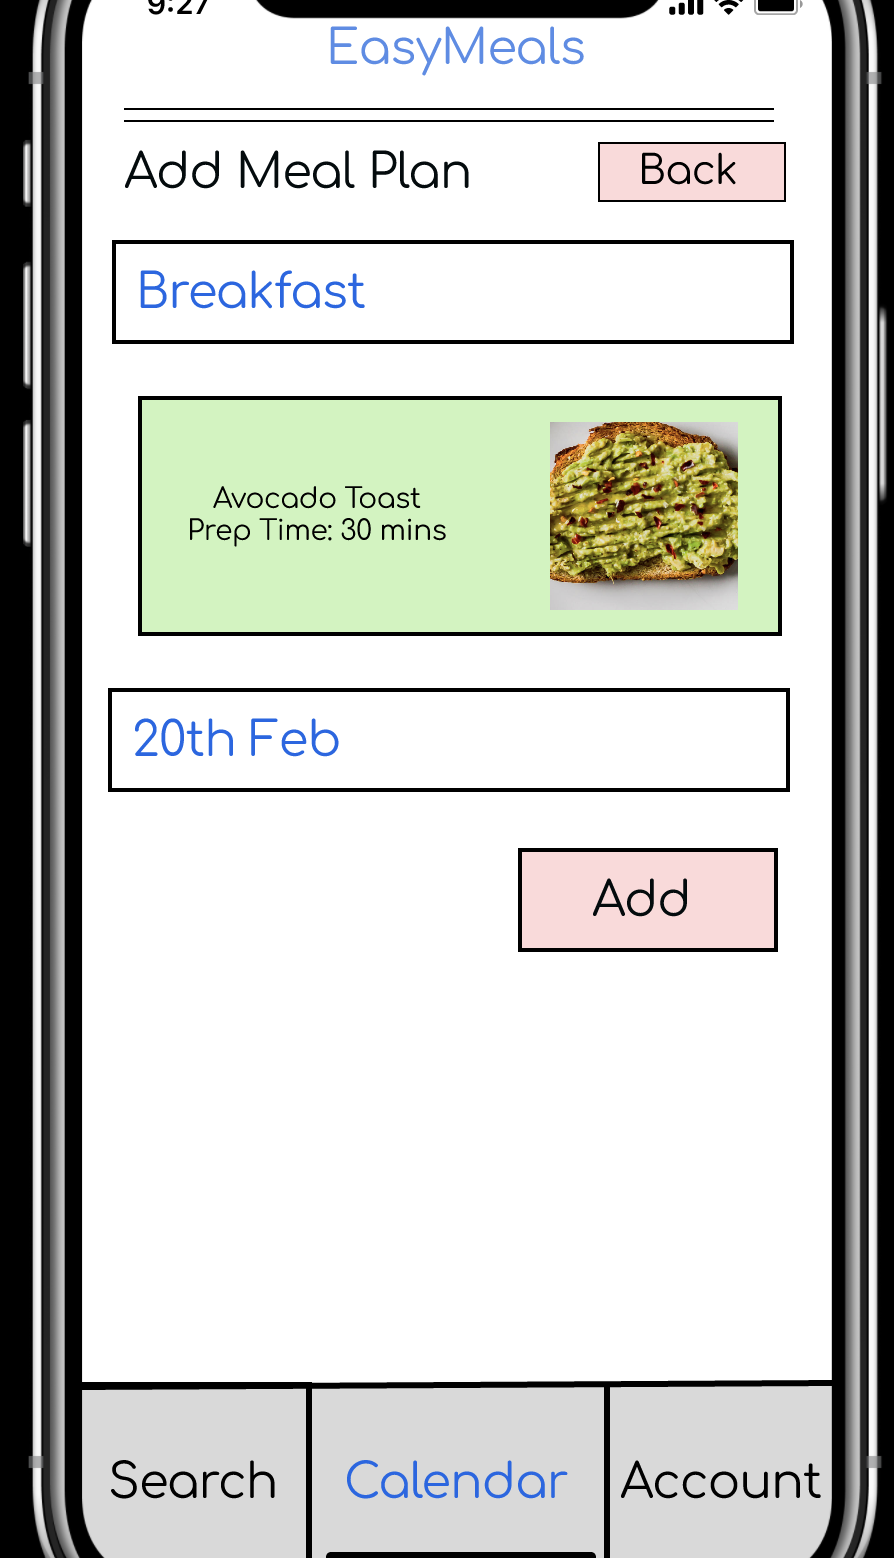 9:27
EasyMeals
Add Meal Plan
Back
Breakfast
Avocado Toast
Prep Time: 30 mins
20th Feb
Add
Search
Calendar
Account